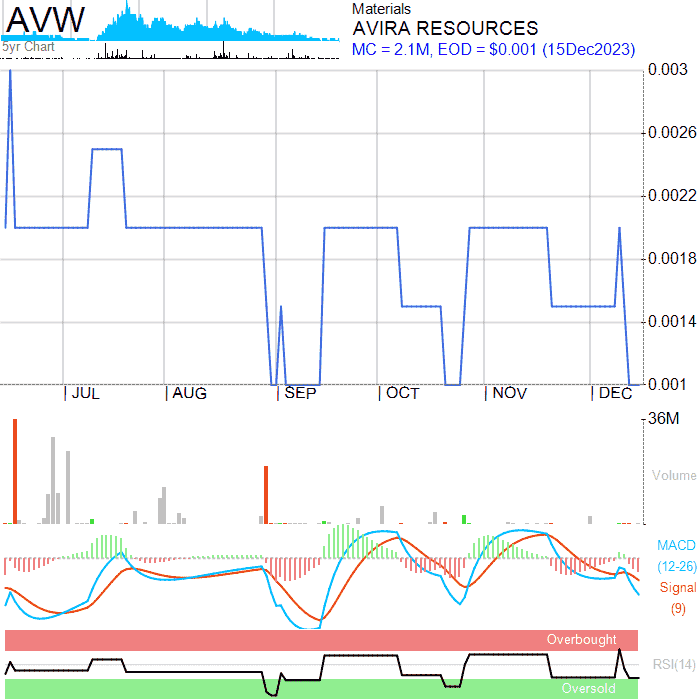 AVW
5yr Chart
Materials
AVIRA RESOURCES
MC = 2.1M, EOD = $0.001 (15Dec2023)
0.003
0.0026
0.0022
0.0018
0.0014
0.001
JUL AUG SEP OCT NOV DEC
36M
Volume
MACD
(12-26)
Signal
(9)
Overbought
RSI(14)
Oversold